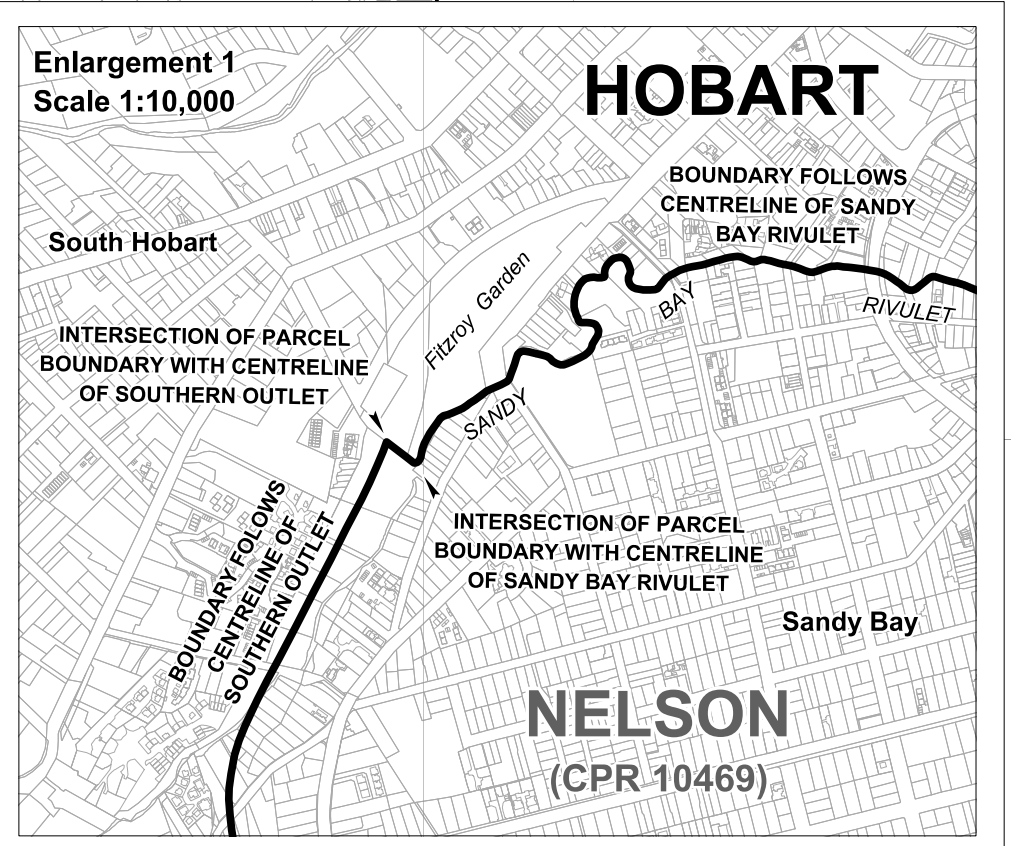 Enlargement 1
Scale 1:10,000
HOBART
BOUNDARY FOLLOWS
CENTRELINE OF SANDY
BAY RIVULET
South Hobart
Fitzroy Garden
BAY
RIVULET
INTERSECTION OF PARCEL
BOUNDARY WITH CENTRELINE
OF SOUTHERN OUTLET
SANDY
BOUNDARY FOLOWS
CENTRELINE OF
SOUTHERN OUTLET
INTERSECTION OF PARCEL
BOUNDARY WITH CENTRELINE
OF SANDY BAY RIVULET
Sandy Bay
NELSON
(CPR 10469)